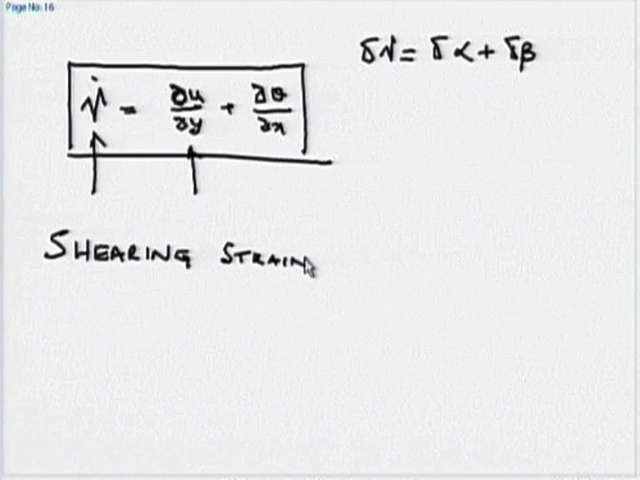 Page No: 16
δγ = δα + δβ
γ̇ = ∂u/∂y + ∂v/∂x
SHEARING STRAIN